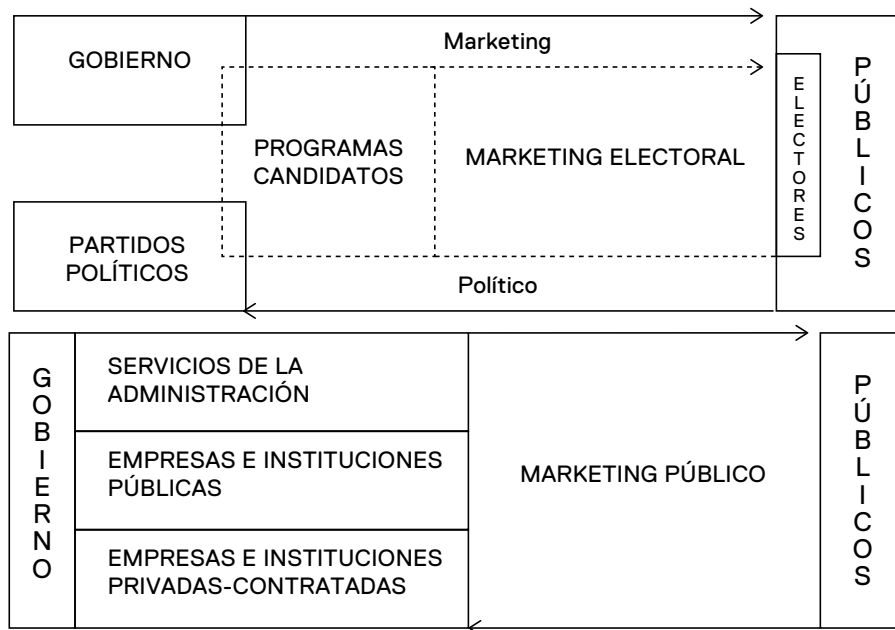 GOBIERNO
Marketing
PROGRAMAS
CANDIDATOS
MARKETING ELECTORAL
ELECTORES
PÚBLICOS
PARTIDOS
POLÍTICOS
Político
GOBIERNO
SERVICIOS DE LA
ADMINISTRACIÓN
EMPRESAS E INSTITUCIONES
PÚBLICAS
EMPRESAS E INSTITUCIONES
PRIVADAS-CONTRATADAS
MARKETING PÚBLICO
PÚBLICOS